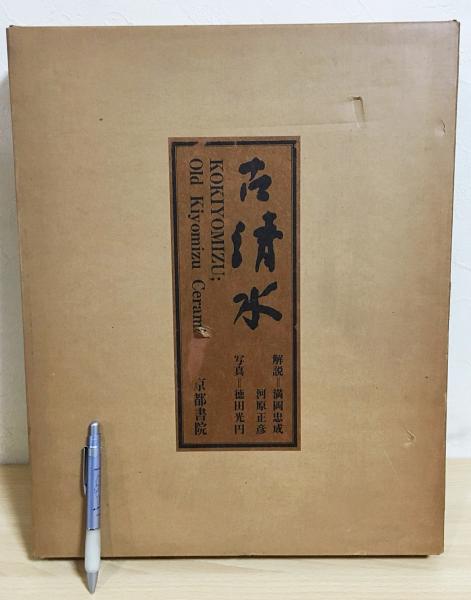 古清水
KOKIYOMIZU;
Old Kiyomizu Ceram
解説＝満岡忠成
河原正彦
写真＝徳田光円
京都書院